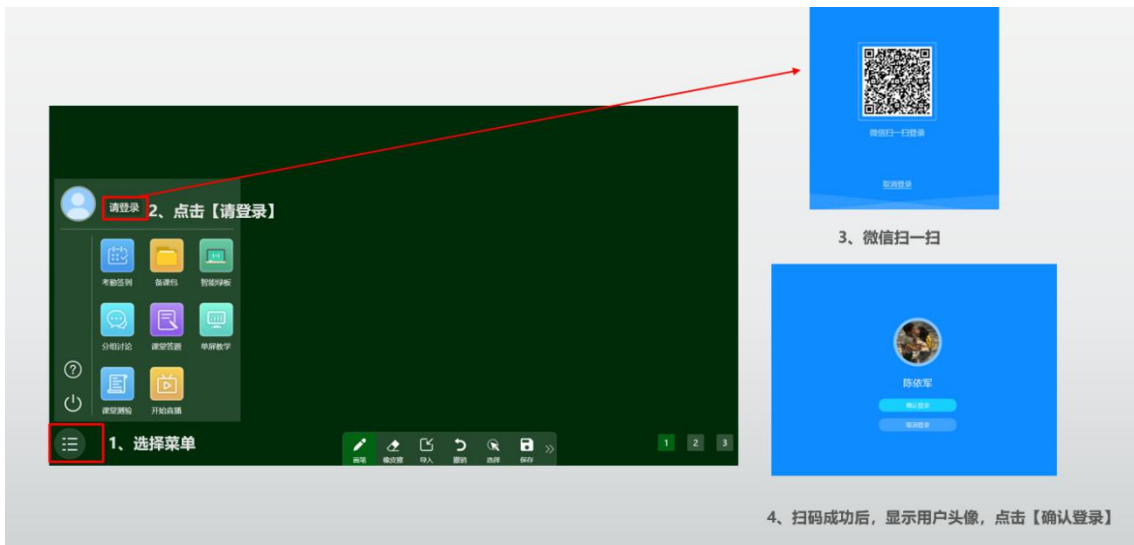 微信扫一扫登录
取消登录
3、微信扫一扫
请登录
2、点击【请登录】
考勤签到
备课包
智能绿板
分组讨论
课堂答题
单屏教学
课堂测验
开始直播
1、选择菜单
画笔
橡皮擦
导入
撤销
选择
保存
1
2
3
陈依军
确认登录
取消登录
4、扫码成功后，显示用户头像，点击【确认登录】